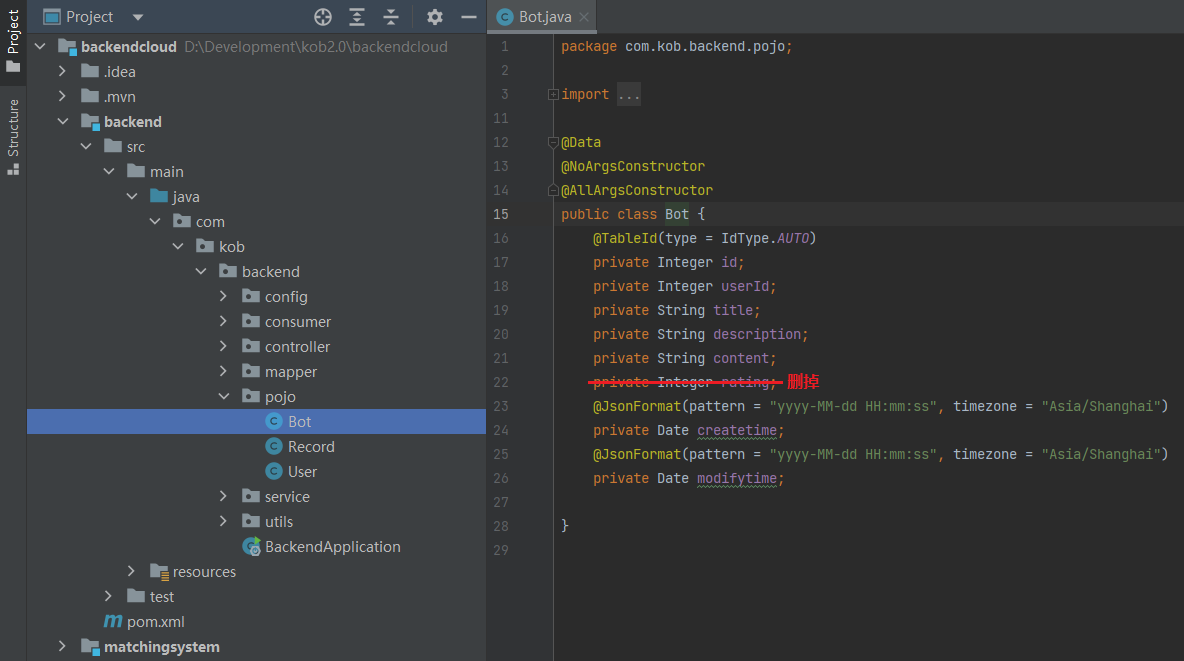 Project
Structure
Project
backendcloud D:\Development\kob2.0\backendcloud
.idea
.mvn
backend
src
main
java
com
kob
backend
config
consumer
controller
mapper
pojo
Bot
Record
User
service
utils
BackendApplication
resources
test
pom.xml
matchingsystem
Bot.java
1 package com.kob.backend.pojo;
2
3 import ...
11
12 @Data
13 @NoArgsConstructor
14 @AllArgsConstructor
15 public class Bot {
16 @TableId(type = IdType.AUTO)
17 private Integer id;
18 private Integer userId;
19 private String title;
20 private String description;
21 private String content;
22 private Integer rating; 删掉
23 @JsonFormat(pattern = "yyyy-MM-dd HH:mm:ss", timezone = "Asia/Shanghai")
24 private Date createtime;
25 @JsonFormat(pattern = "yyyy-MM-dd HH:mm:ss", timezone = "Asia/Shanghai")
26 private Date modifytime;
27
28 }
29